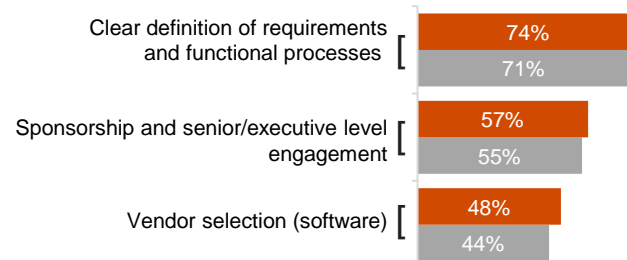 Clear definition of requirements
and functional processes
74%
71%
Sponsorship and senior/executive level
engagement
57%
55%
Vendor selection (software)
48%
44%